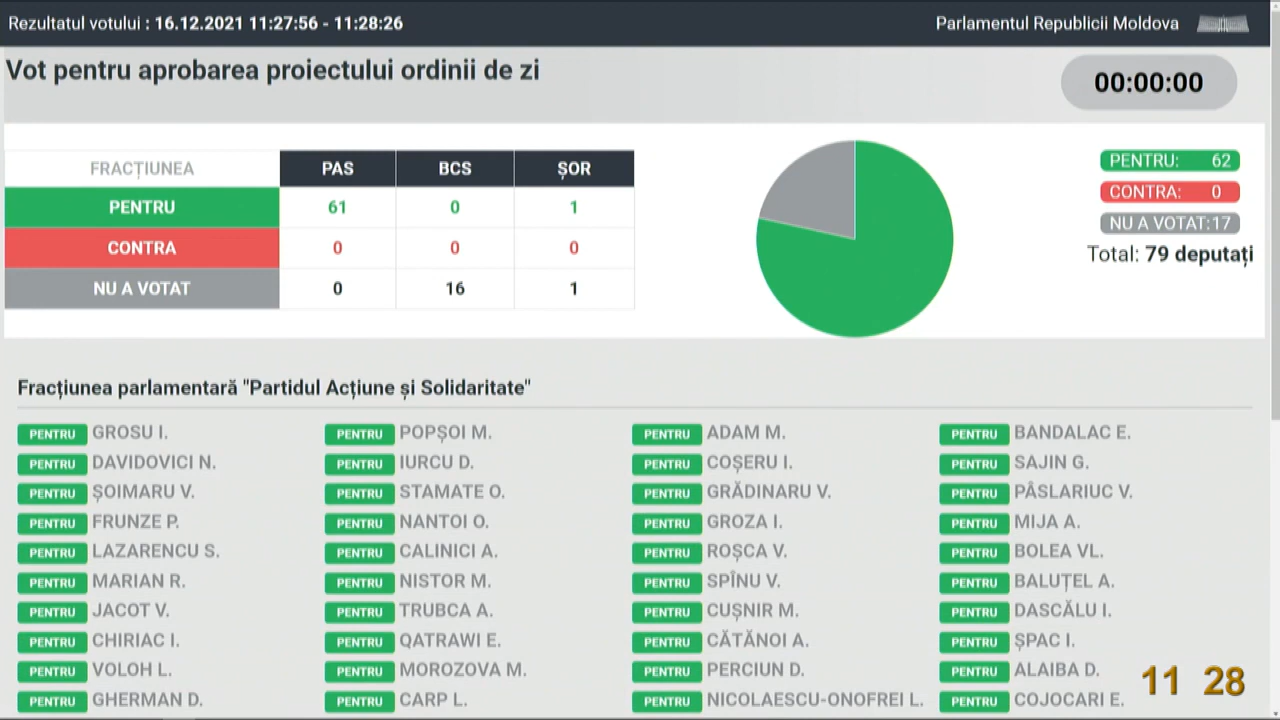 Rezultatul votului : 16.12.2021 11:27:56 - 11:28:26 Parlamentul Republicii Moldova
Vot pentru aprobarea proiectului ordinii de zi
00:00:00
FRACȚIUNEA PAS BCS ȘOR
PENTRU 61 0 1
CONTRA 0 0 0
NU A VOTAT 0 16 1
PENTRU: 62
CONTRA: 0
NU A VOTAT: 17
Total: 79 deputați
Fracțiunea parlamentară "Partidul Acțiune și Solidaritate"
PENTRU GROSU I. PENTRU POPȘOI M. PENTRU ADAM M. PENTRU BANDALAC E.
PENTRU DAVIDOVICI N. PENTRU IURCU D. PENTRU COȘERU I. PENTRU SAJIN G.
PENTRU ȘOIMARU V. PENTRU STAMATE O. PENTRU GRĂDINARU V. PENTRU PÂSLARIUC V.
PENTRU FRUNZE P. PENTRU NANTOI O. PENTRU GROZA I. PENTRU MIJA A.
PENTRU LAZARENCU S. PENTRU CALINICI A. PENTRU ROȘCA V. PENTRU BOLEA VL.
PENTRU MARIAN R. PENTRU NISTOR M. PENTRU SPÎNU V. PENTRU BALUȚEL A.
PENTRU JACOT V. PENTRU TRUBCA A. PENTRU CUȘNIR M. PENTRU DASCĂLU I.
PENTRU CHIRIAC I. PENTRU QATRAWI E. PENTRU CĂTĂNOI A. PENTRU ȘPAC I.
PENTRU VOLOH L. PENTRU MOROZOVA M. PENTRU PERCIUN D. PENTRU ALAIBA D.
PENTRU GHERMAN D. PENTRU CARP L. PENTRU NICOLAESCU-ONOFREI L. PENTRU COJOCARI E.
11 28